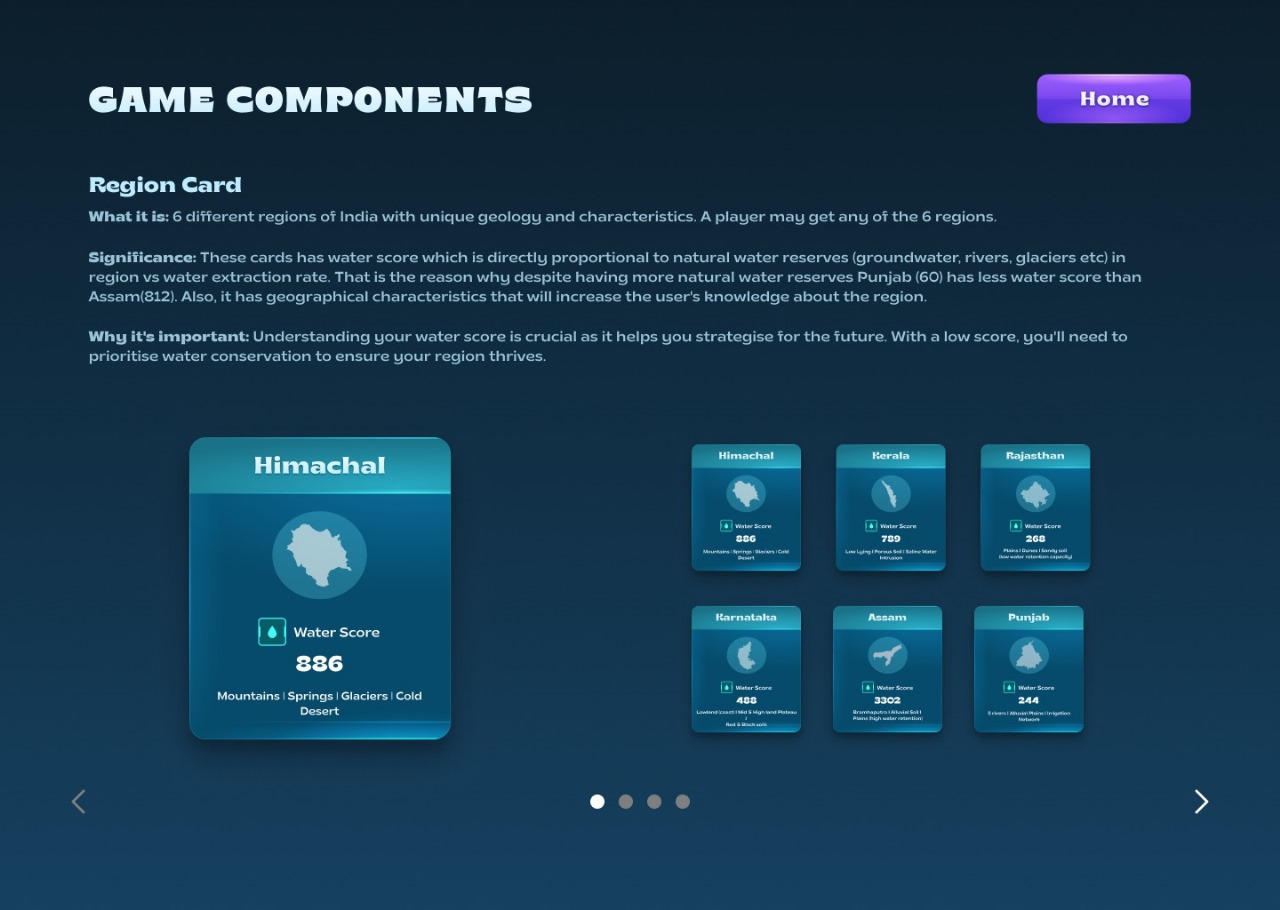 GAME COMPONENTS
Home
Region Card
What it is: 6 different regions of India with unique geology and characteristics. A player may get any of the 6 regions.
Significance: These cards has water score which is directly proportional to natural water reserves (groundwater, rivers, glaciers etc) in
region vs water extraction rate. That is the reason why despite having more natural water reserves Punjab (60) has less water score than
Assam(812). Also, it has geographical characteristics that will increase the user's knowledge about the region.
Why it's important: Understanding your water score is crucial as it helps you strategise for the future. With a low score, you'll need to
prioritise water conservation to ensure your region thrives.
Himachal
Water Score
886
Mountains | Springs | Glaciers | Cold
Desert
Himachal
Water Score
886
Mountains | Springs | Glaciers | Cold
Desert
Kerala
Water Score
789
Low Lying | Porous Soil | Saline Water
Intrusion
Rajasthan
Water Score
268
Plains | Dunes | Sandy soil
(low water retention capacity)
Karnataka
Water Score
488
Lowland (coast) | Mid & High land Plateau
|
Red & Black soils
Assam
Water Score
3302
Bramhaputra | Alluvial Soil |
Plains (high water retention)
Punjab
Water Score
244
5 rivers | Alluvial Plains | Irrigation
Network